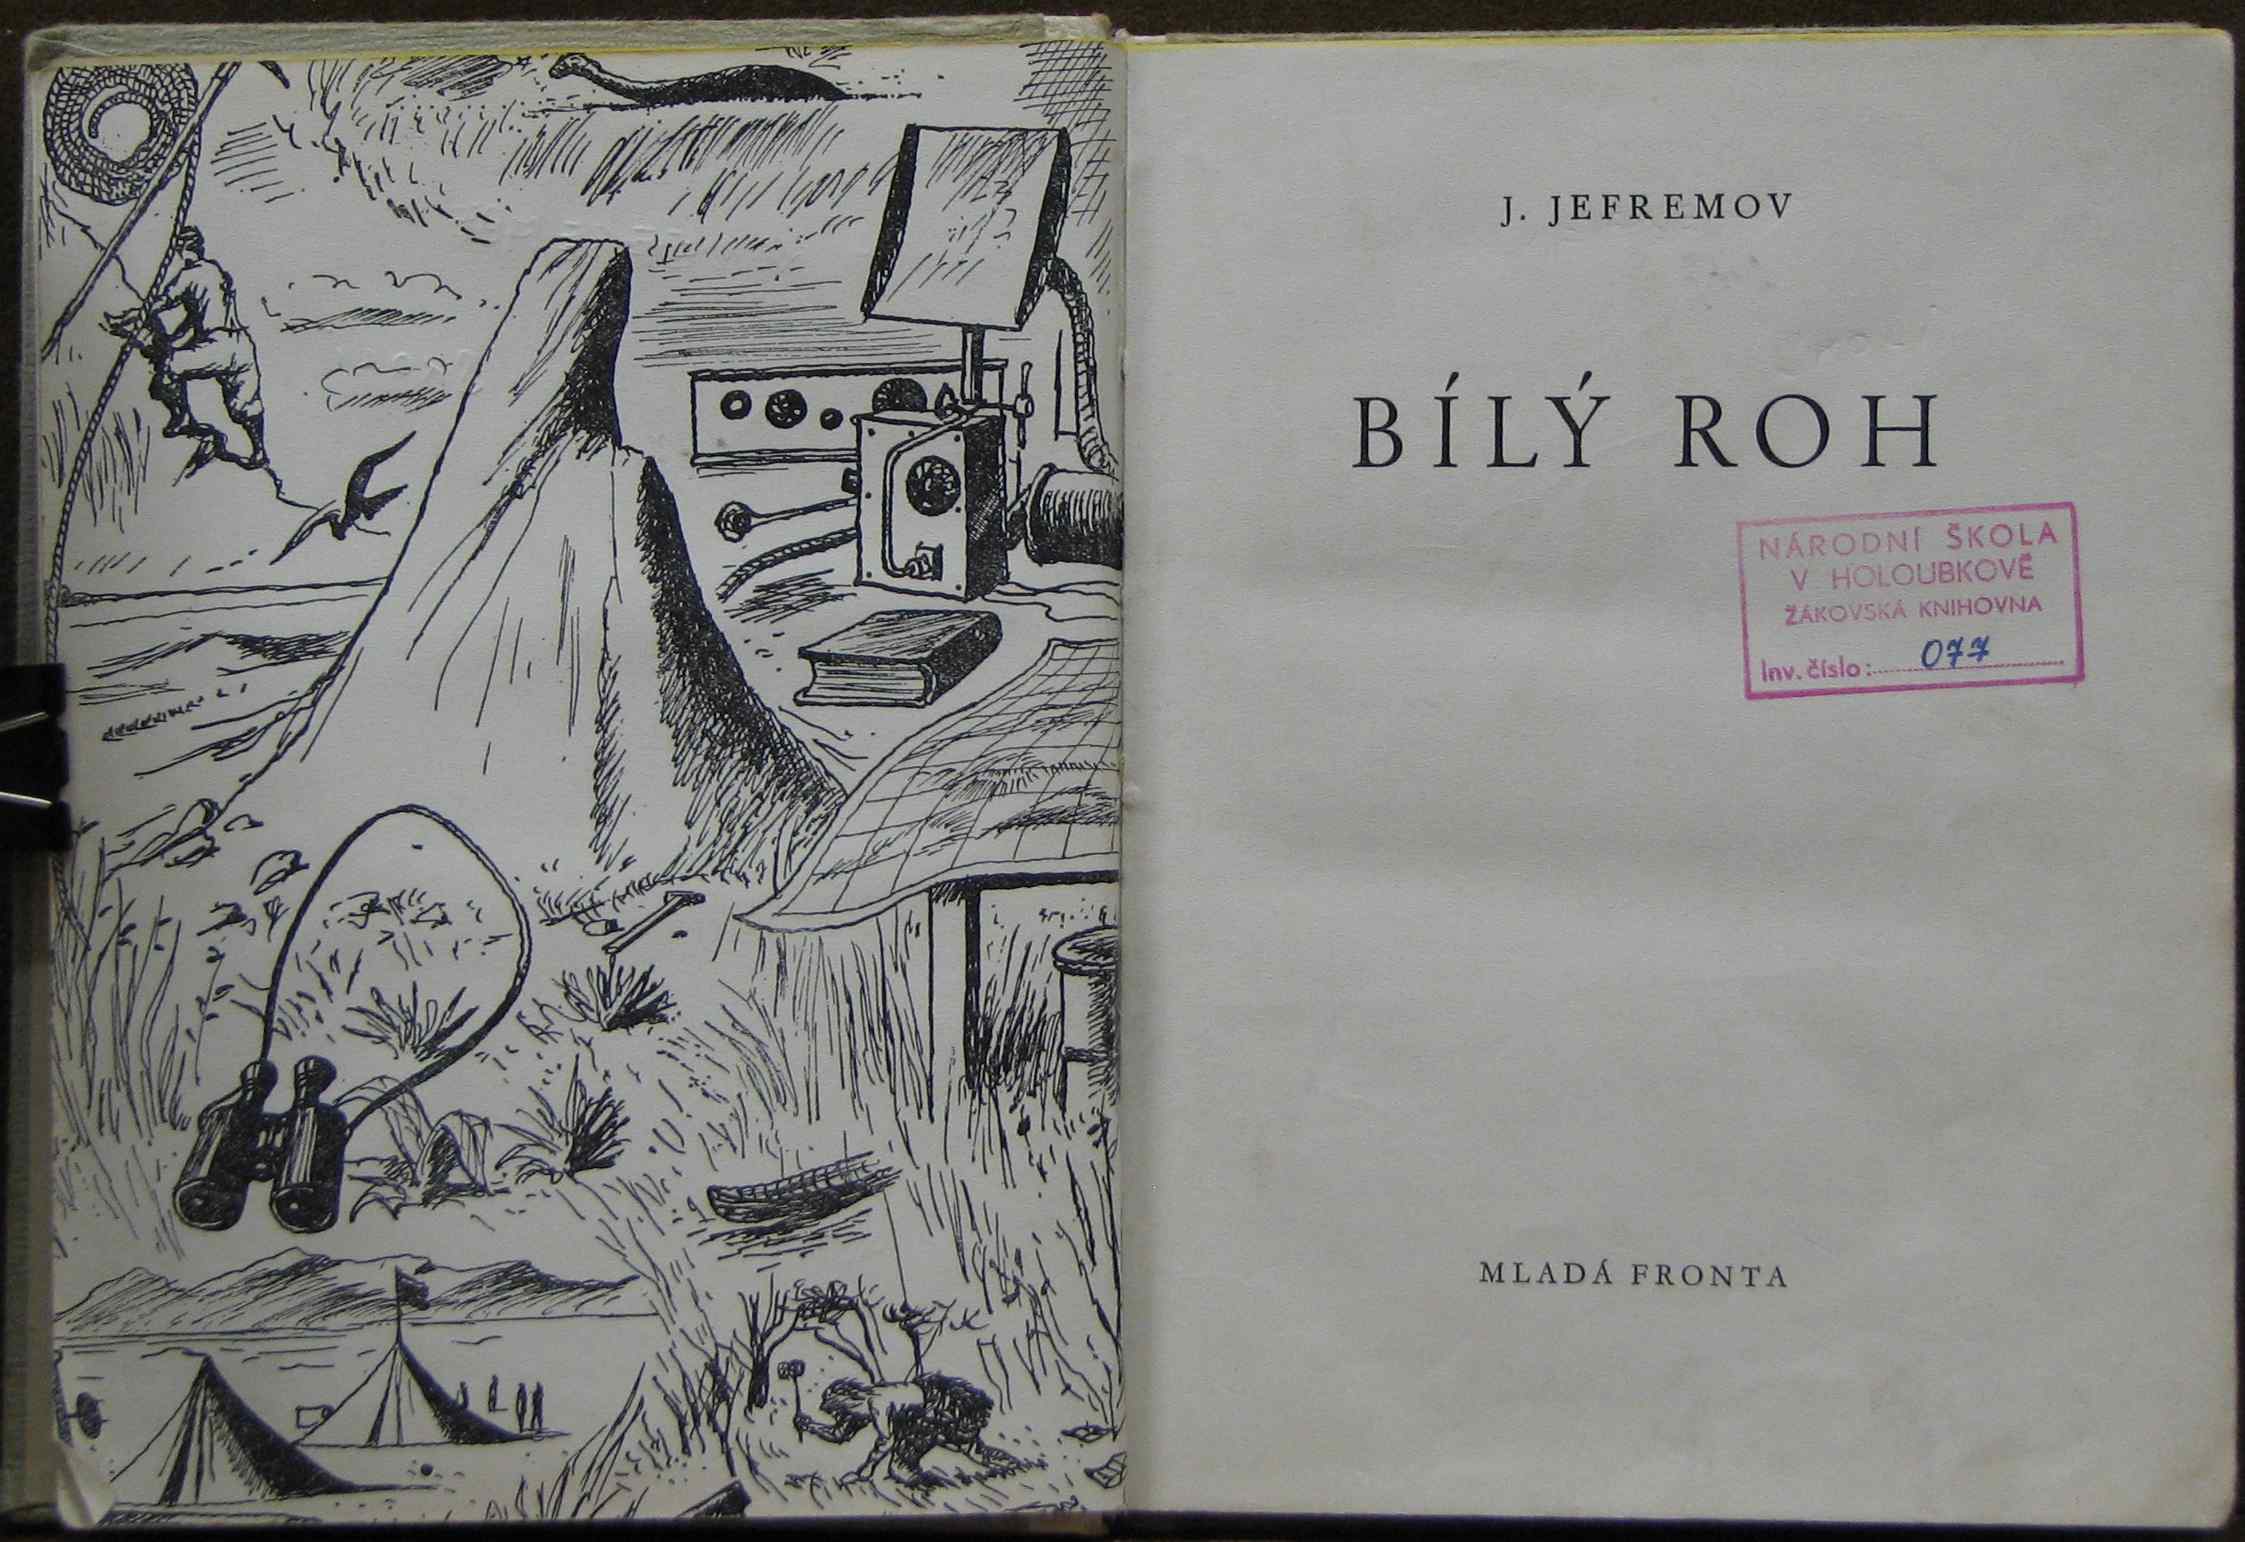 J. JEFREMOV
BÍLÝ ROH
NÁRODNÍ ŠKOLA
V HOLOUBKOVĚ
ŽÁKOVSKÁ KNIHOVNA
Inv. číslo: 077
MLADÁ FRONTA